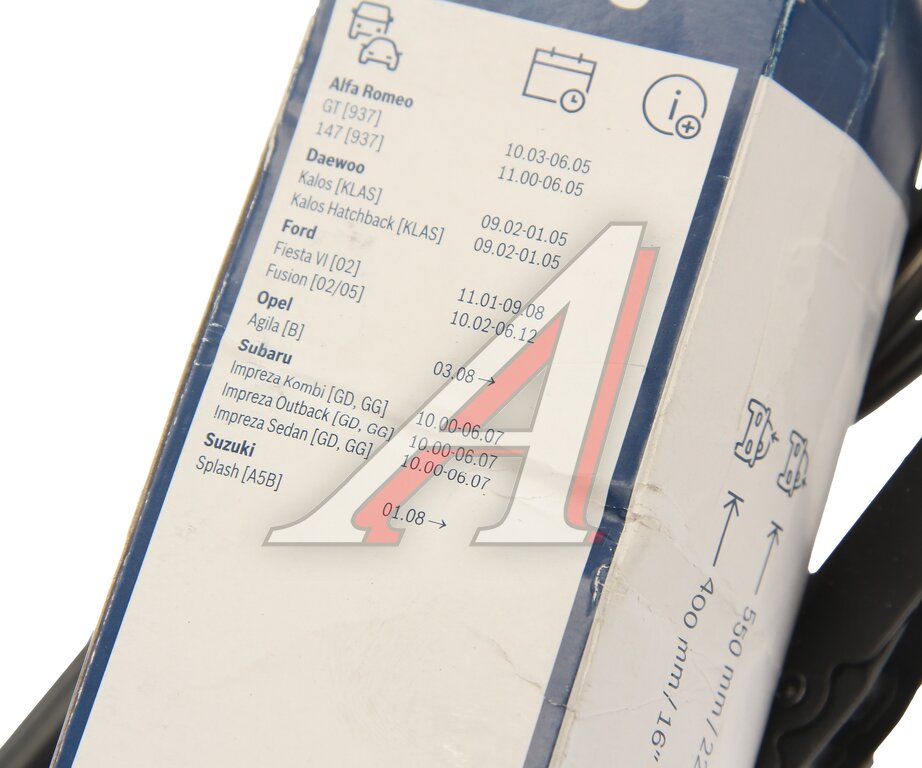 Alfa Romeo
GT [937] 10.03-06.05
147 [937] 11.00-06.05
Daewoo
Kalos [KLAS] 09.02-01.05
Kalos Hatchback [KLAS] 09.02-01.05
Ford
Fiesta VI [02] 11.01-09.08
Fusion [02/05] 10.02-06.12
Opel
Agila [B] 03.08→
Subaru
Impreza Kombi [GD, GG] 10.00-06.07
Impreza Outback [GD, GG] 10.00-06.07
Impreza Sedan [GD, GG] 10.00-06.07
Suzuki
Splash [A5B] 01.08→
550 mm / 22
400 mm / 16"